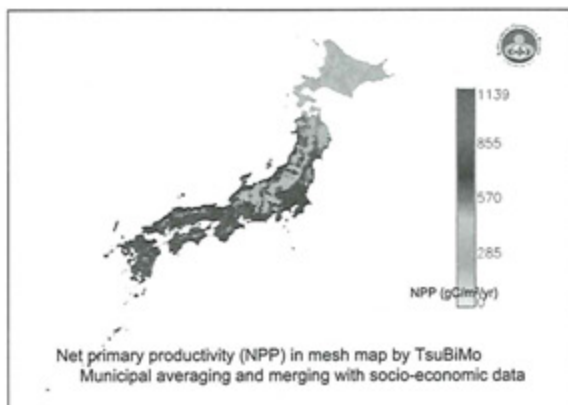 1139
855
570
285
NPP (gC/m²/yr)
0
Net primary productivity (NPP) in mesh map by TsuBiMo
Municipal averaging and merging with socio-economic data